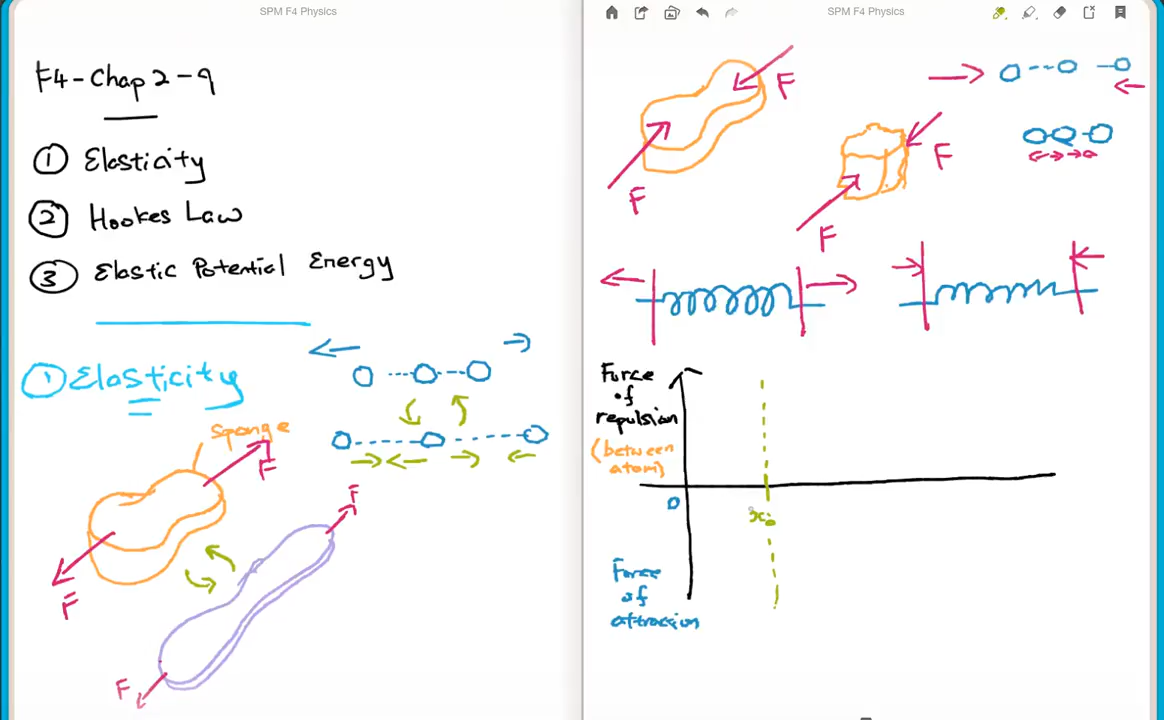 SPM F4 Physics
F4 - Chap 2 - 9
① Elasticity
② Hookes Law
③ Elastic Potential Energy
① Elasticity
Sponge
F
F
F
F
SPM F4 Physics
F
F
F
F
Force
of
repulsion
(between
atom)
0
x₀
Force
of
attraction